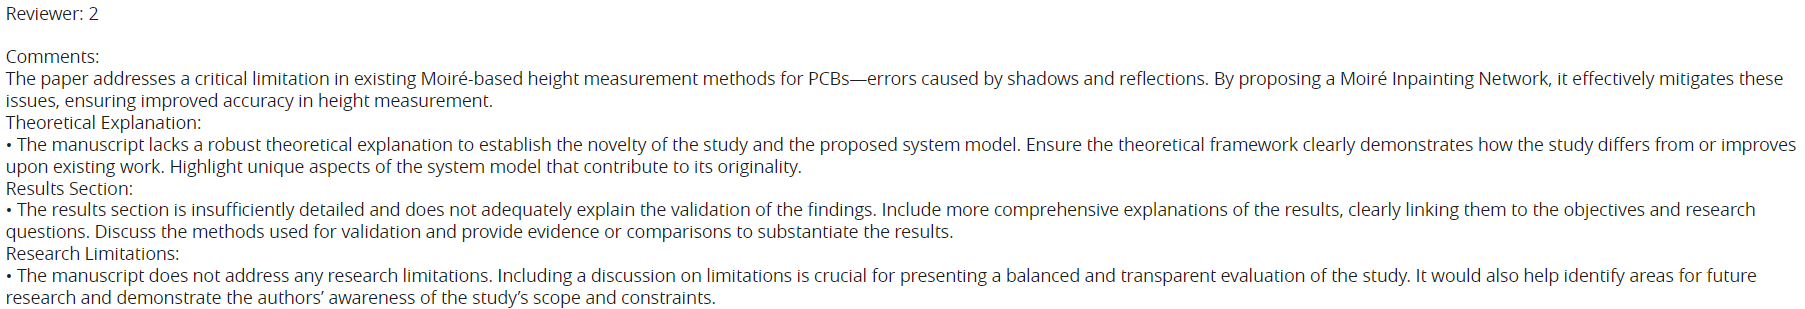 Reviewer: 2
Comments:
The paper addresses a critical limitation in existing Moiré-based height measurement methods for PCBs—errors caused by shadows and reflections. By proposing a Moiré Inpainting Network, it effectively mitigates these
issues, ensuring improved accuracy in height measurement.
Theoretical Explanation:
• The manuscript lacks a robust theoretical explanation to establish the novelty of the study and the proposed system model. Ensure the theoretical framework clearly demonstrates how the study differs from or improves
upon existing work. Highlight unique aspects of the system model that contribute to its originality.
Results Section:
• The results section is insufficiently detailed and does not adequately explain the validation of the findings. Include more comprehensive explanations of the results, clearly linking them to the objectives and research
questions. Discuss the methods used for validation and provide evidence or comparisons to substantiate the results.
Research Limitations:
• The manuscript does not address any research limitations. Including a discussion on limitations is crucial for presenting a balanced and transparent evaluation of the study. It would also help identify areas for future
research and demonstrate the authors’ awareness of the study’s scope and constraints.